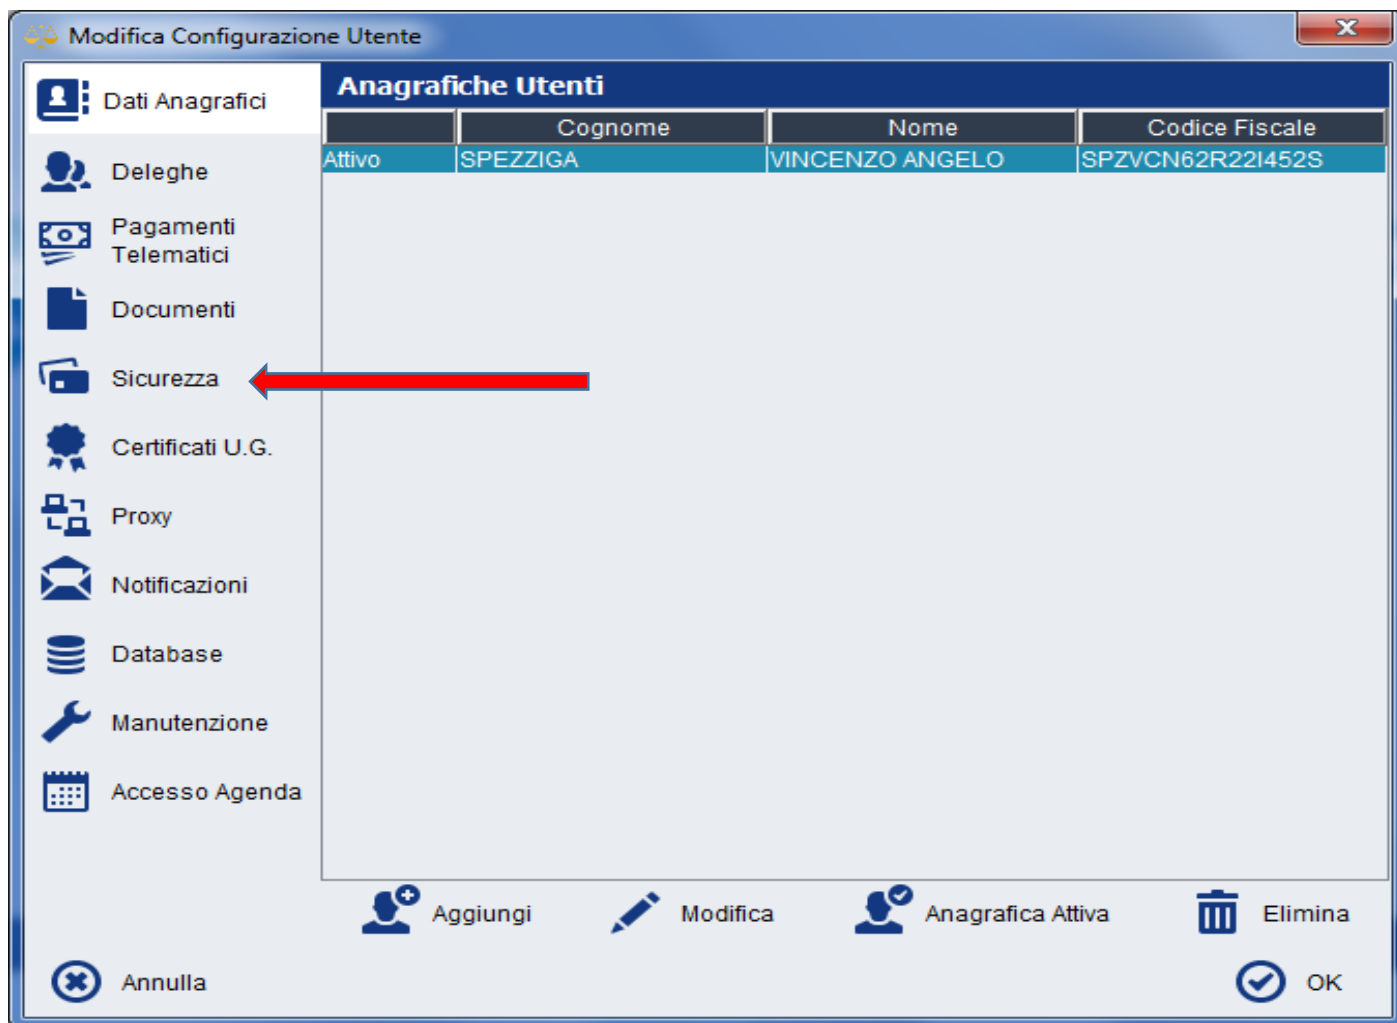 Modifica Configurazione Utente
x
Dati Anagrafici
Deleghe
Pagamenti
Telematici
Documenti
Sicurezza
Certificati U.G.
Proxy
Notificazioni
Database
Manutenzione
Accesso Agenda
Anagrafiche Utenti
Cognome Nome Codice Fiscale
Attivo SPEZZIGA VINCENZO ANGELO SPZVCN62R22I452S
Aggiungi Modifica Anagrafica Attiva Elimina
Annulla OK